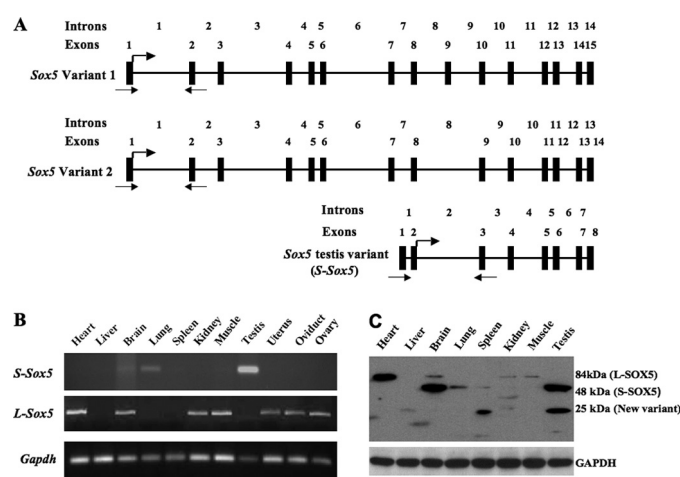 A
Introns 1 2 3 4 5 6 7 8 9 10 11 12 13 14
Exons 1 2 3 4 5 6 7 8 9 10 11 12 13 14 15
Sox5 Variant 1
Introns 1 2 3 4 5 6 7 8 9 10 11 12 13
Exons 1 2 3 4 5 6 7 8 9 10 11 12 13 14
Sox5 Variant 2
Introns 1 2 3 4 5 6 7
Exons 1 2 3 4 5 6 7 8
Sox5 testis variant
(S-Sox5)
B
Heart Liver Brain Lung Spleen Kidney Muscle Testis Uterus Oviduct Ovary
S-Sox5
L-Sox5
Gapdh
C
Heart Liver Brain Lung Spleen Kidney Muscle Testis
84kDa (L-SOX5)
48 kDa (S-SOX5)
25 kDa (New variant)
GAPDH